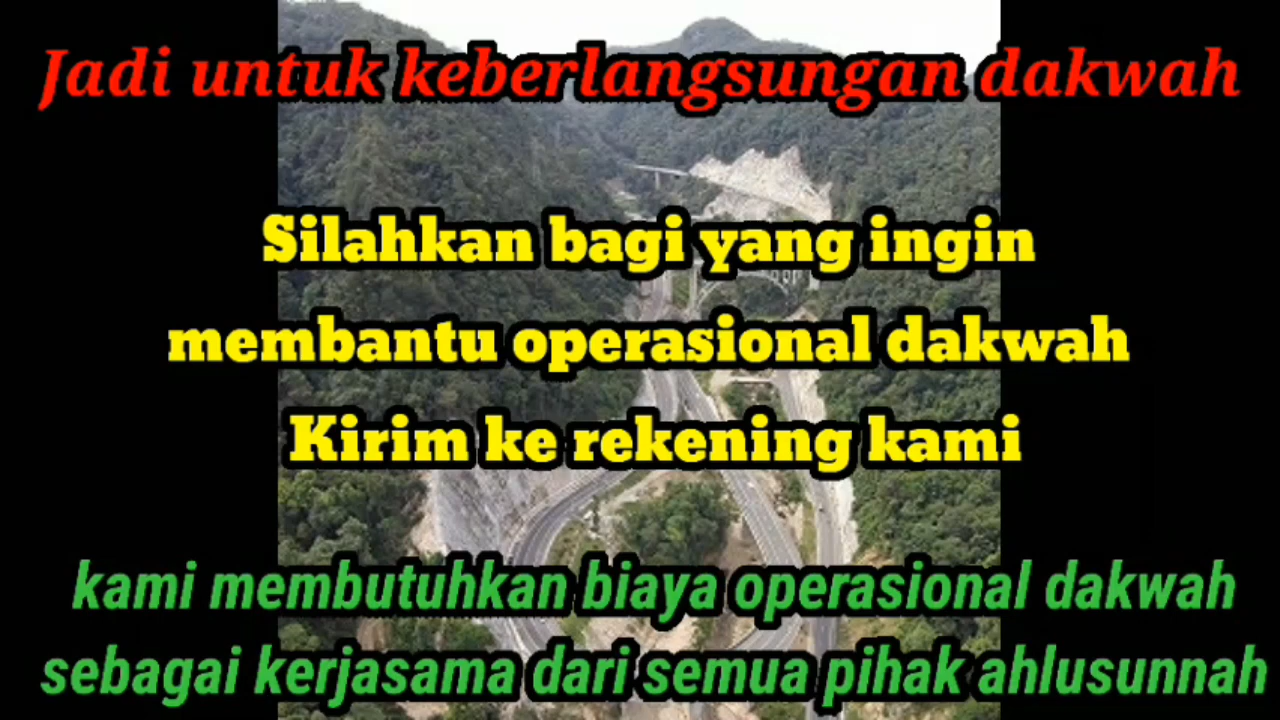 Jadi untuk keberlangsungan dakwah
Silahkan bagi yang ingin
membantu operasional dakwah
Kirim ke rekening kami
kami membutuhkan biaya operasional dakwah
sebagai kerjasama dari semua pihak ahlusunnah